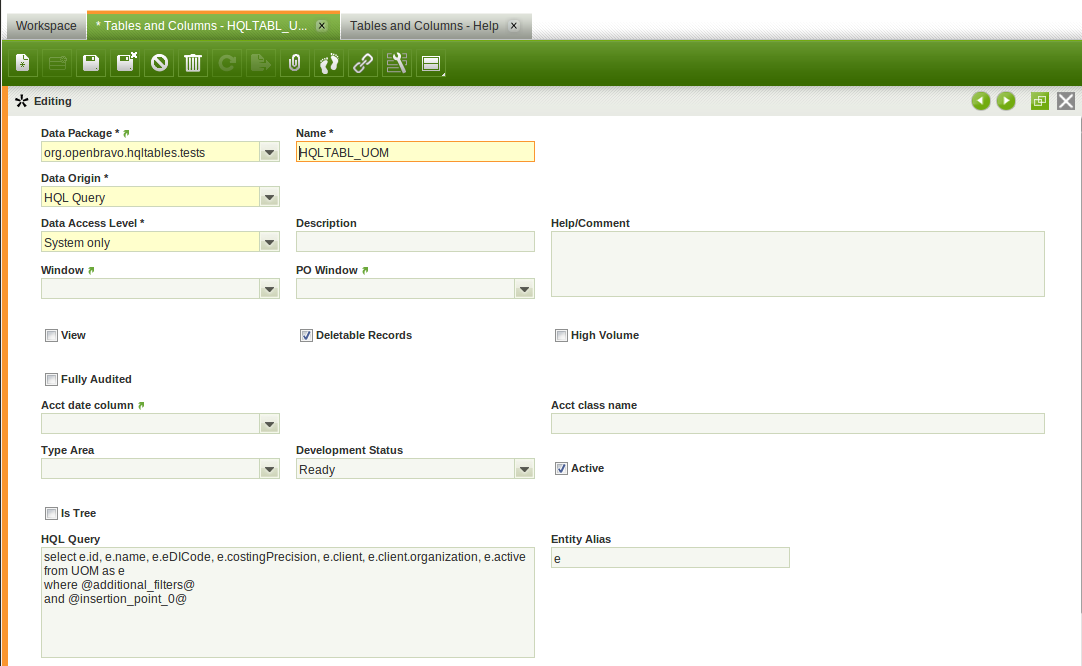 Workspace
* Tables and Columns - HQLTABL_U...
Tables and Columns - Help
Editing
Data Package *
Name *
org.openbravo.hqltables.tests
HQLTABL_UOM
Data Origin *
HQL Query
Data Access Level *
Description
Help/Comment
System only
Window
PO Window
View
Deletable Records
High Volume
Fully Audited
Acct date column
Acct class name
Type Area
Development Status
Ready
Active
Is Tree
HQL Query
Entity Alias
select e.id, e.name, e.eDICode, e.costingPrecision, e.client, e.client.organization, e.active
from UOM as e
where @additional_filters@
and @insertion_point_0@
e